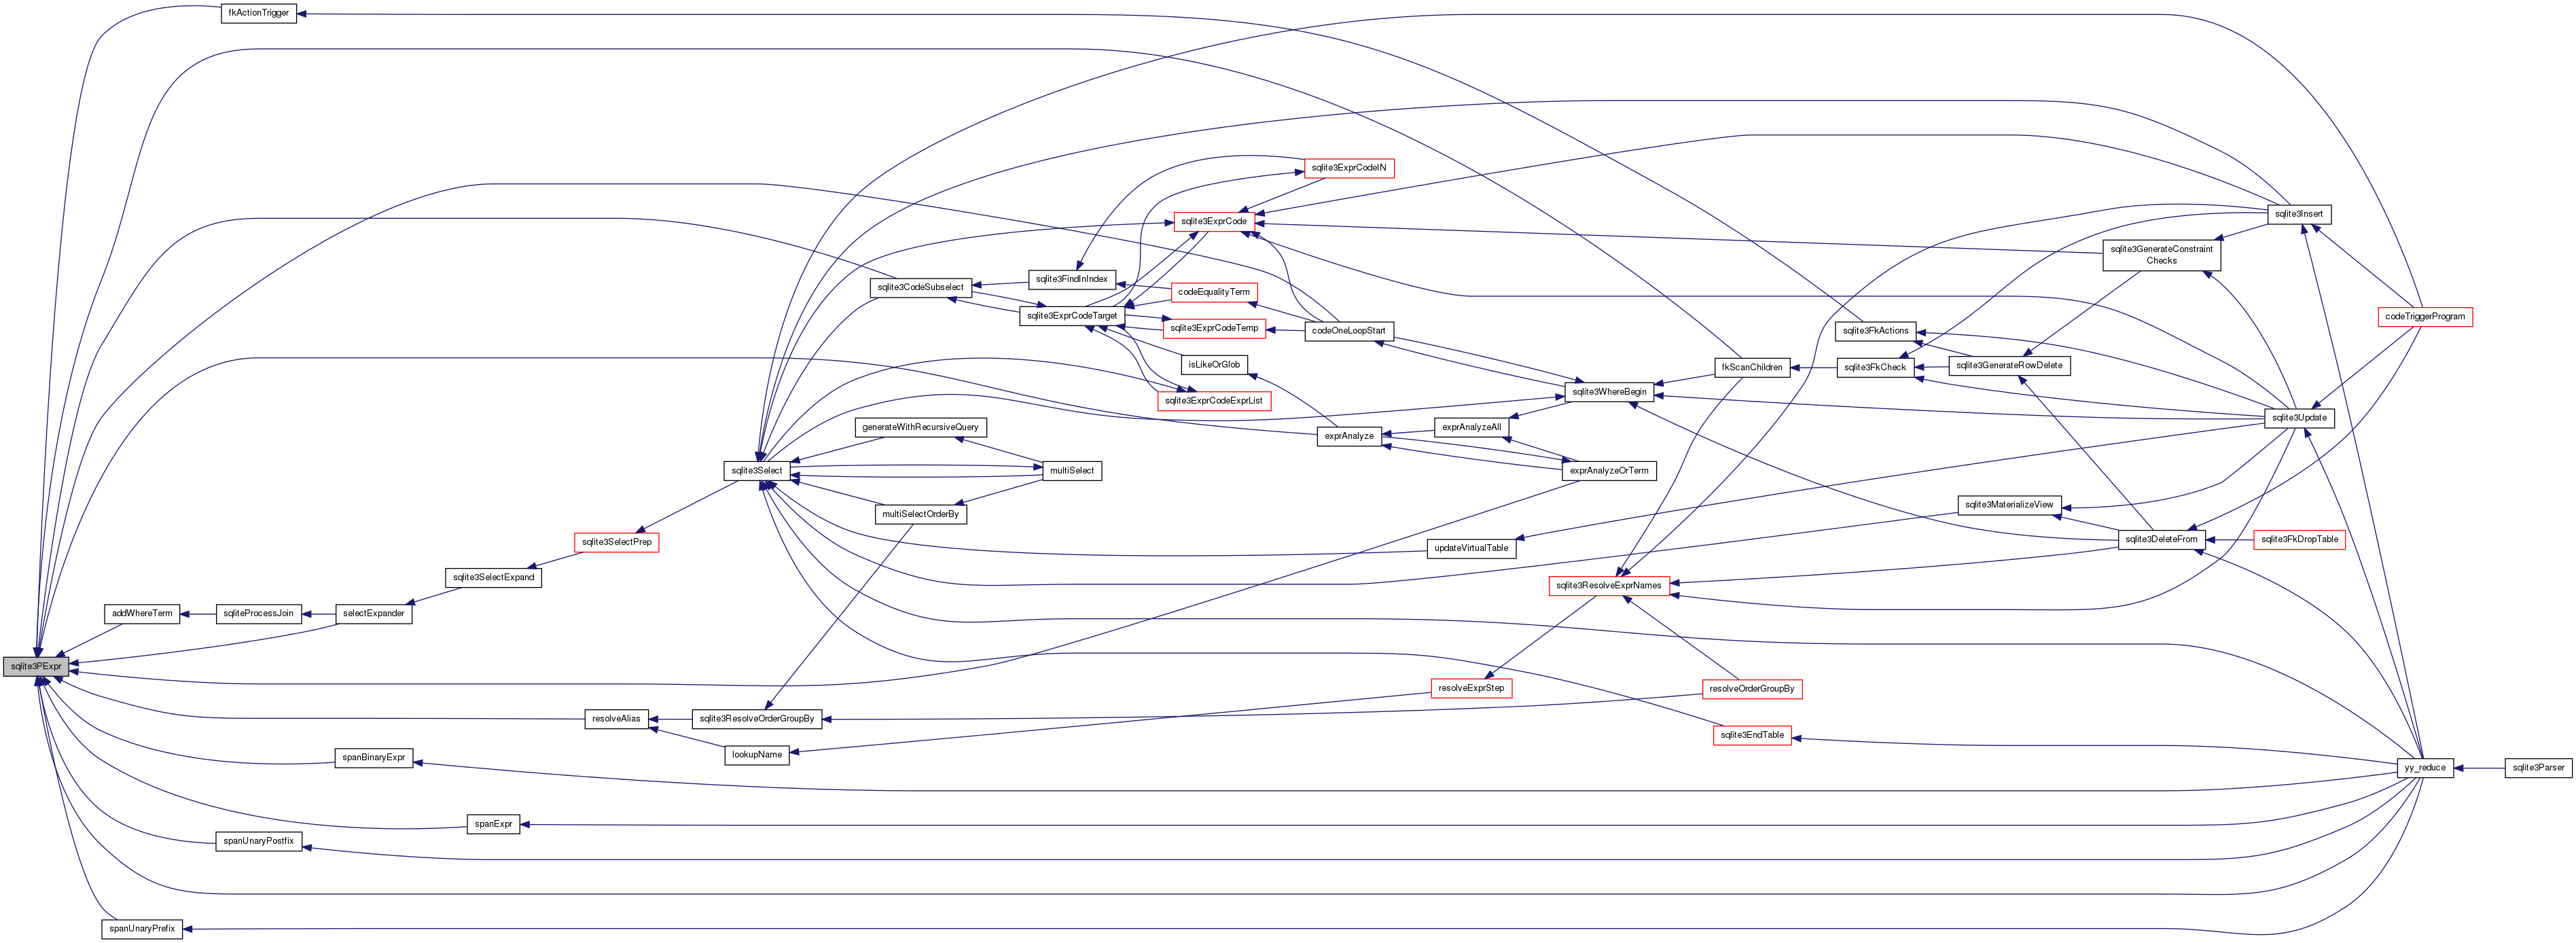 fkActionTrigger
sqlite3ExprCodeIN
sqlite3ExprCode
sqlite3Insert
sqlite3GenerateConstraint
Checks
sqlite3FindInIndex
sqlite3CodeSubselect
codeEqualityTerm
sqlite3ExprCodeTarget
codeTriggerProgram
sqlite3ExprCodeTemp
codeOneLoopStart
sqlite3FkActions
isLikeOrGlob
fkScanChildren
sqlite3FkCheck
sqlite3GenerateRowDelete
sqlite3WhereBegin
sqlite3ExprCodeExprList
sqlite3Update
generateWithRecursiveQuery
exprAnalyzeAll
exprAnalyze
sqlite3Select
multiSelect
exprAnalyzeOrTerm
sqlite3MaterializeView
multiSelectOrderBy
sqlite3SelectPrep
sqlite3DeleteFrom
sqlite3FkDropTable
updateVirtualTable
sqlite3SelectExpand
sqlite3ResolveExprNames
addWhereTerm
sqliteProcessJoin
selectExpander
sqlite3PExpr
resolveExprStep
resolveOrderGroupBy
resolveAlias
sqlite3ResolveOrderGroupBy
sqlite3EndTable
lookupName
spanBinaryExpr
yy_reduce
sqlite3Parser
spanExpr
spanUnaryPostfix
spanUnaryPrefix